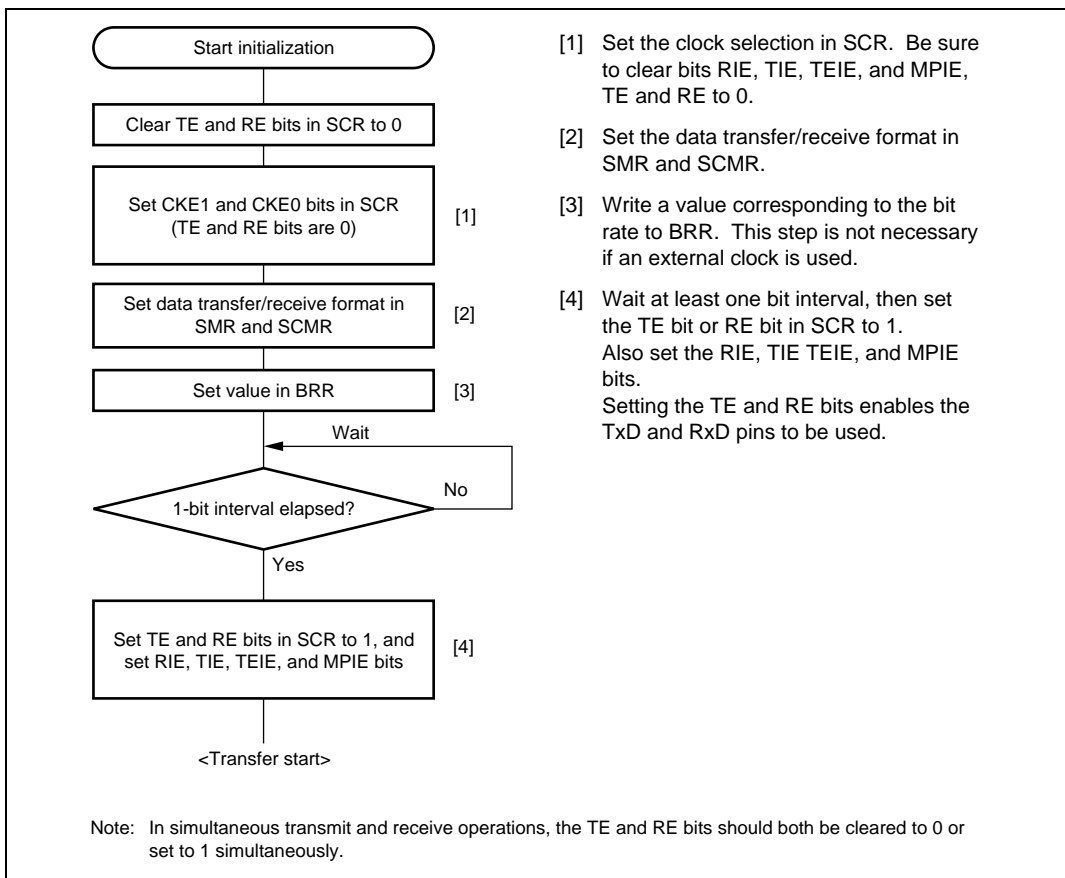 Start initialization
Clear TE and RE bits in SCR to 0
Set CKE1 and CKE0 bits in SCR
(TE and RE bits are 0)
[1]
Set data transfer/receive format in
SMR and SCMR
[2]
Set value in BRR
[3]
Wait
No
1-bit interval elapsed?
Yes
Set TE and RE bits in SCR to 1, and
set RIE, TIE, TEIE, and MPIE bits
[4]
<Transfer start>
[1] Set the clock selection in SCR. Be sure
to clear bits RIE, TIE, TEIE, and MPIE,
TE and RE to 0.
[2] Set the data transfer/receive format in
SMR and SCMR.
[3] Write a value corresponding to the bit
rate to BRR. This step is not necessary
if an external clock is used.
[4] Wait at least one bit interval, then set
the TE bit or RE bit in SCR to 1.
Also set the RIE, TIE TEIE, and MPIE
bits.
Setting the TE and RE bits enables the
TxD and RxD pins to be used.
Note: In simultaneous transmit and receive operations, the TE and RE bits should both be cleared to 0 or
set to 1 simultaneously.